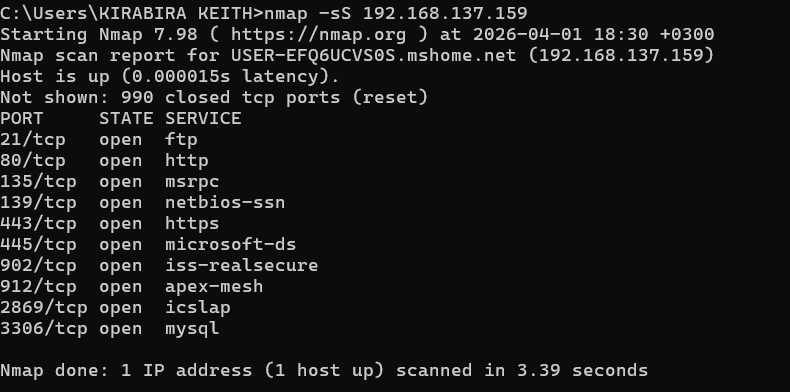 C:\Users\KIRABIRA KEITH>nmap -sS 192.168.137.159
Starting Nmap 7.98 ( https://nmap.org ) at 2026-04-01 18:30 +0300
Nmap scan report for USER-EFQ6UCVS0S.mshome.net (192.168.137.159)
Host is up (0.000015s latency).
Not shown: 990 closed tcp ports (reset)
PORT     STATE SERVICE
21/tcp   open  ftp
80/tcp   open  http
135/tcp  open  msrpc
139/tcp  open  netbios-ssn
443/tcp  open  https
445/tcp  open  microsoft-ds
902/tcp  open  iss-realsecure
912/tcp  open  apex-mesh
2869/tcp open  icslap
3306/tcp open  mysql
Nmap done: 1 IP address (1 host up) scanned in 3.39 seconds